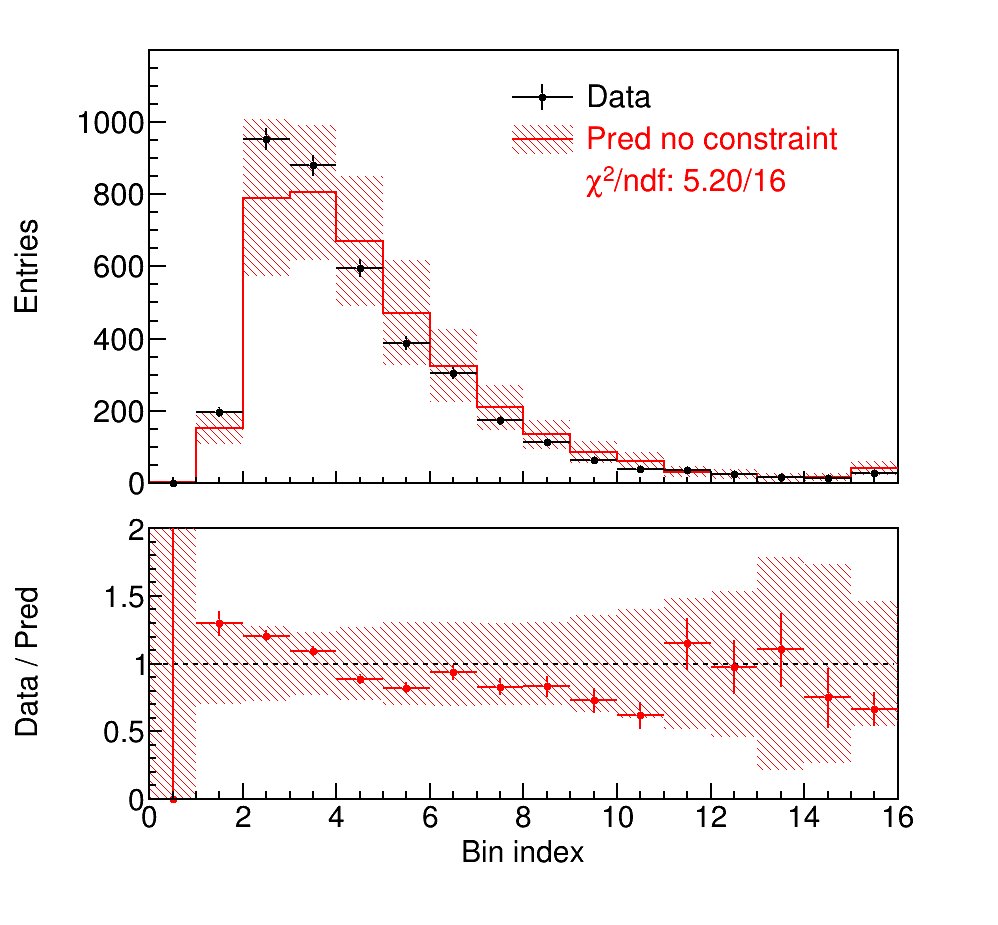 Entries
1000
800
600
400
200
0
Data
Pred no constraint
χ²/ndf: 5.20/16
Data / Pred
2
1.5
1
0.5
0
0 2 4 6 8 10 12 14 16
Bin index